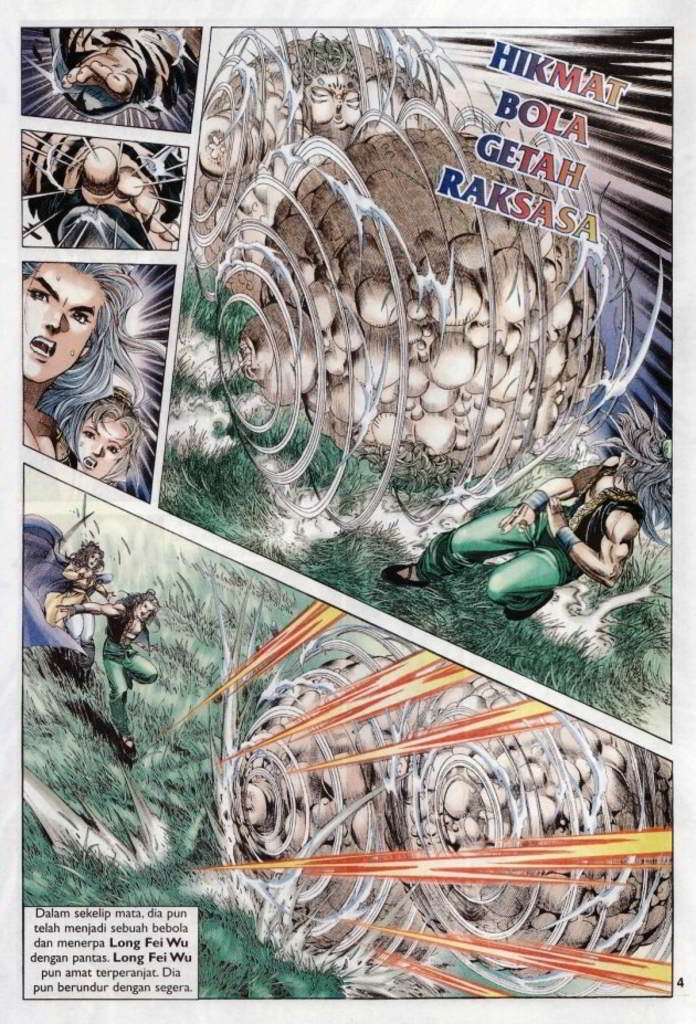 HIKMAT
BOLA
GETAH
RAKSASA
Dalam sekelip mata, dia pun
telah menjadi sebuah bebola
dan menerpa Long Fei Wu
dengan pantas. Long Fei Wu
pun amat terperanjat. Dia
pun berundur dengan segera.
4